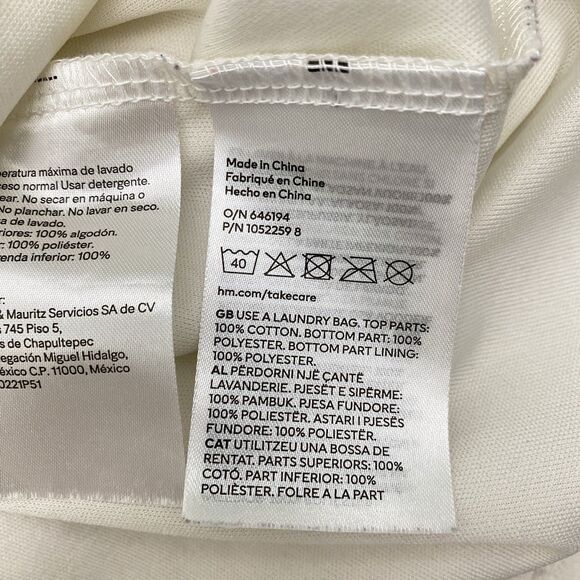 peratura máxima de lavado
ceso normal Usar detergente.
ear. No secar en máquina o
No planchar. No lavar en seco.
a de lavado.
riores: 100% algodón.
r: 100% poliéster.
renda inferior: 100%
r:
& Mauritz Servicios SA de CV
745 Piso 5,
s de Chapultepec
egación Miguel Hidalgo,
éxico C.P. 11000, México
0221P51
Made in China
Fabriqué en Chine
Hecho en China
O/N 646194
P/N 1052259 8
40
hm.com/takecare
GB USE A LAUNDRY BAG. TOP PARTS:
100% COTTON. BOTTOM PART: 100%
POLYESTER. BOTTOM PART LINING:
100% POLYESTER.
AL PËRDORNI NJË ÇANTË
LAVANDERIE. PJESËT E SIPËRME:
100% PAMBUK. PJESA FUNDORE:
100% POLIESTËR. ASTARI I PJESËS
FUNDORE: 100% POLIESTËR.
CAT UTILITZEU UNA BOSSA DE
RENTAT. PARTS SUPERIORS: 100%
COTÓ. PART INFERIOR: 100%
POLIÈSTER. FOLRE A LA PART